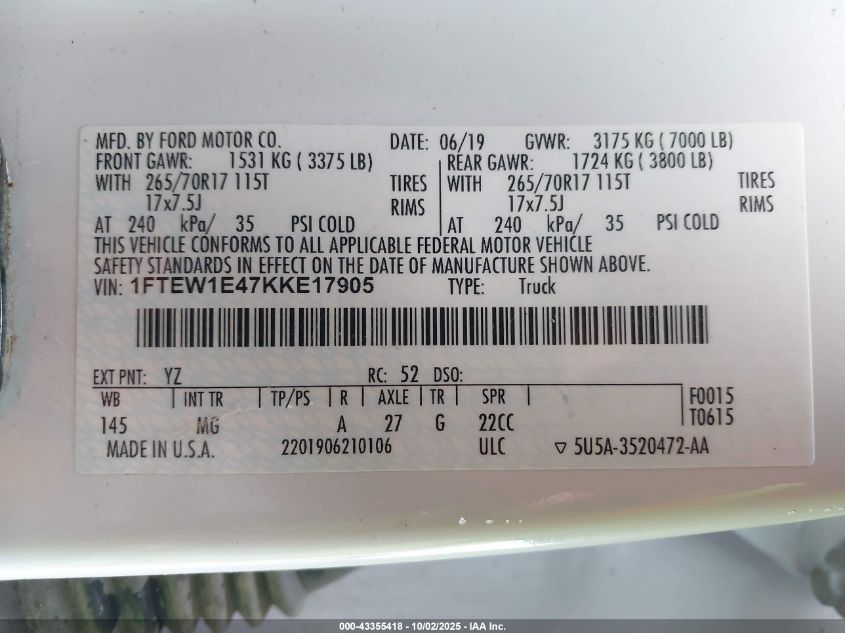 MFD. BY FORD MOTOR CO. DATE: 06/19 GVWR: 3175 KG ( 7000 LB)
FRONT GAWR: 1531 KG ( 3375 LB) REAR GAWR: 1724 KG ( 3800 LB)
WITH 265/70R17 115T TIRES WITH 265/70R17 115T TIRES
17x7.5J RIMS 17x7.5J RIMS
AT 240 kPa/ 35 PSI COLD AT 240 kPa/ 35 PSI COLD
THIS VEHICLE CONFORMS TO ALL APPLICABLE FEDERAL MOTOR VEHICLE
SAFETY STANDARDS IN EFFECT ON THE DATE OF MANUFACTURE SHOWN ABOVE.
VIN: 1FTEW1E47KKE17905 TYPE: Truck
EXT PNT: YZ RC: 52 DSO:
WB INT TR TP/PS R AXLE TR SPR F0015
145 MG A 27 G 22CC T0615
MADE IN U.S.A. 2201906210106 ULC ▽ 5U5A-3520472-AA
000-43355418 - 10/02/2025 - IAA Inc.